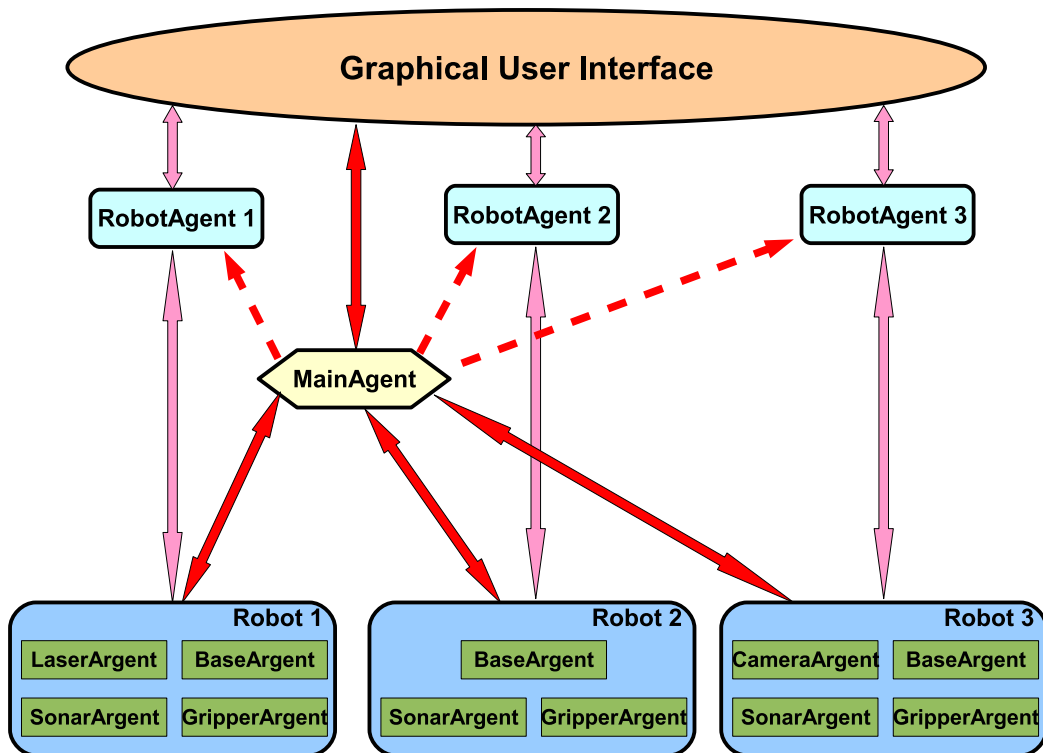 Graphical User Interface
RobotAgent 1
RobotAgent 2
RobotAgent 3
MainAgent
Robot 1
LaserArgent
BaseArgent
SonarArgent
GripperArgent
Robot 2
BaseArgent
SonarArgent
GripperArgent
Robot 3
CameraArgent
BaseArgent
SonarArgent
GripperArgent